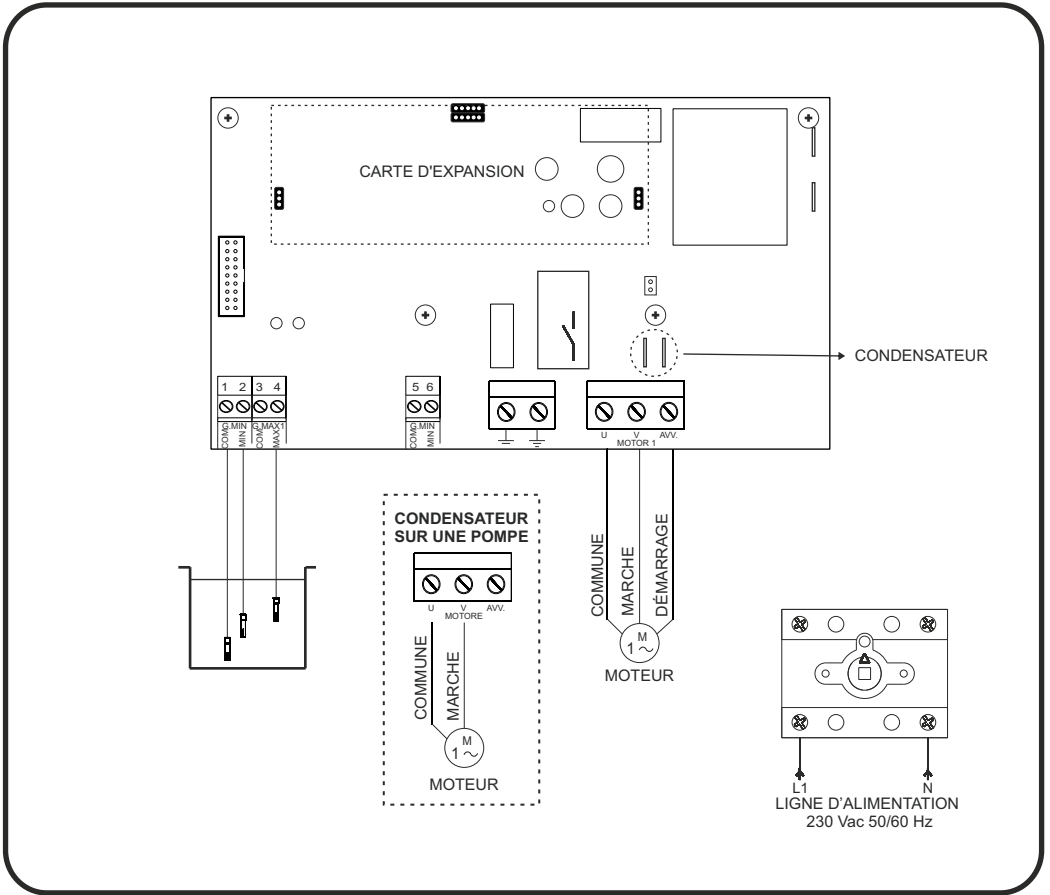 CARTE D'EXPANSION
CONDENSATEUR
1 2 3 4
G.MIN G.MAX1
COM
MIN
COM
MAX1
5 6
G.MIN
COM
MIN
U V AVV.
MOTOR 1
COMMUNE
MARCHE
DÉMARRAGE
M
1 ~
MOTEUR
CONDENSATEUR
SUR UNE POMPE
U V AVV.
MOTORE
COMMUNE
MARCHE
M
1 ~
MOTEUR
L1 N
LIGNE D'ALIMENTATION
230 Vac 50/60 Hz